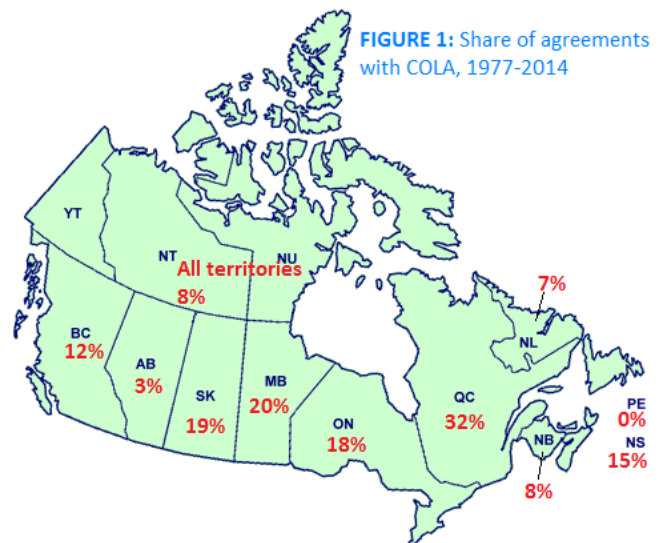 FIGURE 1: Share of agreements
with COLA, 1977-2014
YT
NT
NU
All territories
8%
7%
BC
12%
AB
3%
SK
19%
MB
20%
ON
18%
QC
32%
NL
PE
0%
NB
NS
15%
8%